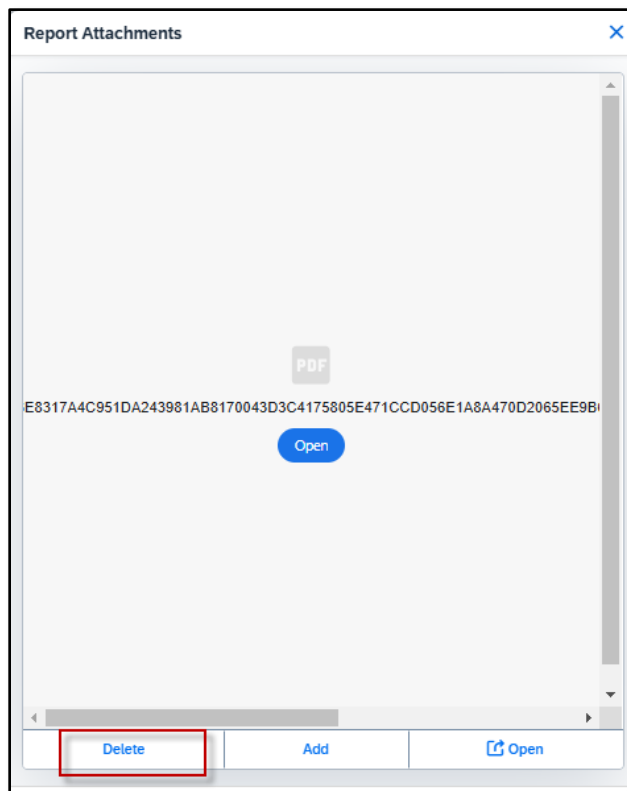 Report Attachments
PDF
E8317A4C951DA243981AB8170043D3C4175805E471CCD056E1A8A470D2065EE9B
Open
Delete Add Open